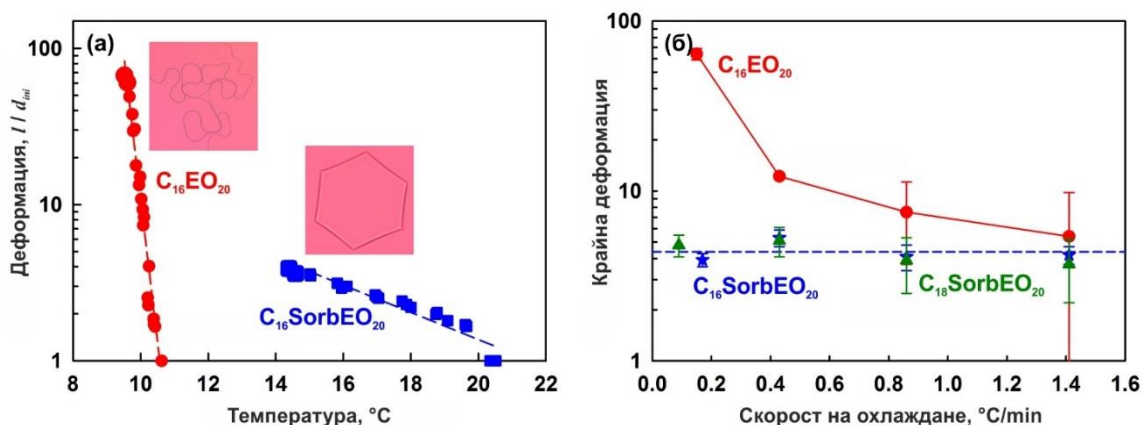 (а)
100
10
1
Деформация, l / d_ini
C₁₆EO₂₀
C₁₆SorbEO₂₀
8 10 12 14 16 18 20 22
Температура, °C
(б)
100
10
1
Крайна деформация
C₁₆EO₂₀
C₁₆SorbEO₂₀
C₁₈SorbEO₂₀
0.0 0.2 0.4 0.6 0.8 1.0 1.2 1.4 1.6
Скорост на охлаждане, °C/min